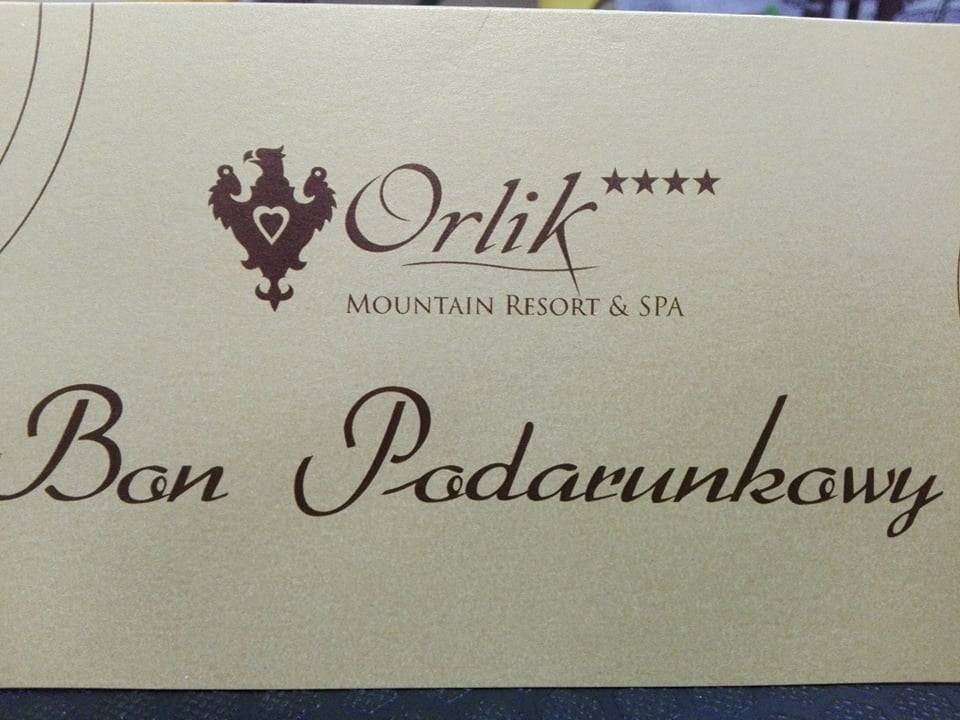 Orlik ★★★★
MOUNTAIN RESORT & SPA
Bon Podarunkowy